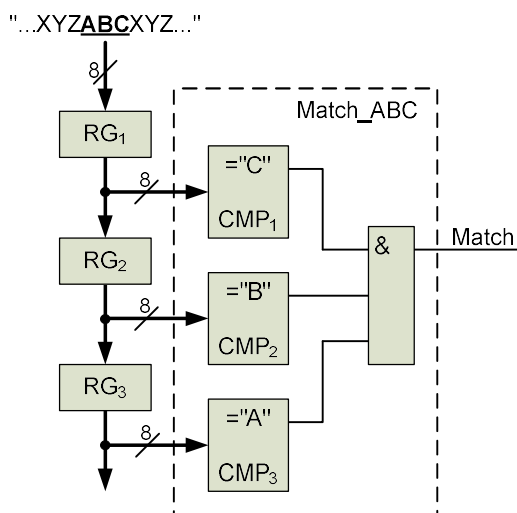 "...XYZABCXYZ..."
8
Match_ABC
RG1
="C"
8
CMP1
&
Match
RG2
="B"
8
CMP2
RG3
="A"
8
CMP3